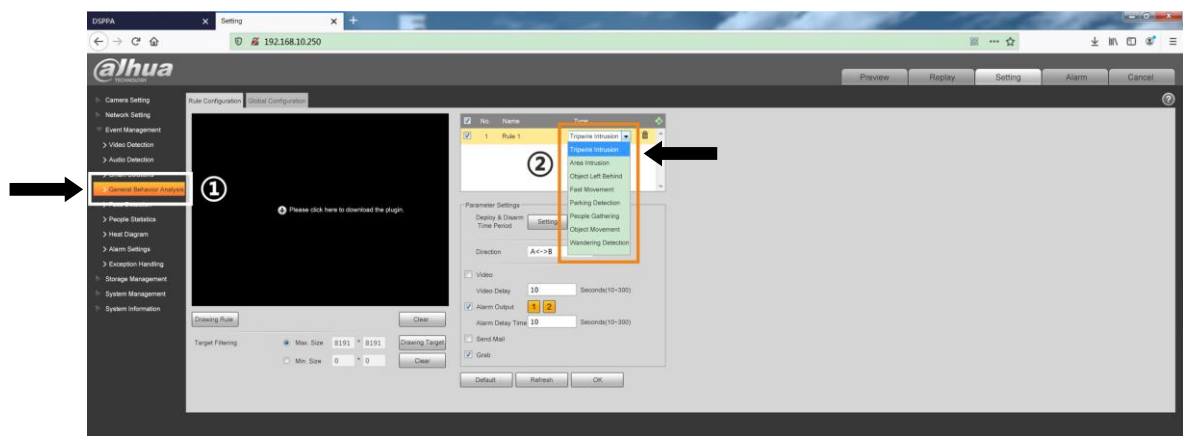 DSPPA
Setting
192.168.10.250
alhua
TECHNOLOGY
Preview
Replay
Setting
Alarm
Cancel
Camera Setting
Network Setting
Event Management
Video Detection
Audio Detection
General Behavior Analysis
People Statistics
Heat Diagram
Alarm Settings
Exception Handling
Storage Management
System Management
System Information
①
Rule Configuration Global Configuration
Please click here to download the plugin.
Drawing Rule
Clear
Target Filtering
Max. Size 8191 * 8191 Drawing Target
Min. Size 0 * 0 Clear
No. Name Type
1 Rule 1 Tripwire Intrusion
②
Tripwire Intrusion
Area Intrusion
Object Left Behind
Fast Movement
Parking Detection
People Gathering
Object Movement
Wandering Detection
Parameter Settings
Deploy & Disarm
Time Period
Setting
Direction A<->B
Video
Video Delay 10 Seconds(10~300)
Alarm Output 1 2
Alarm Delay Time 10 Seconds(10~300)
Send Mail
Grab
Default Refresh OK